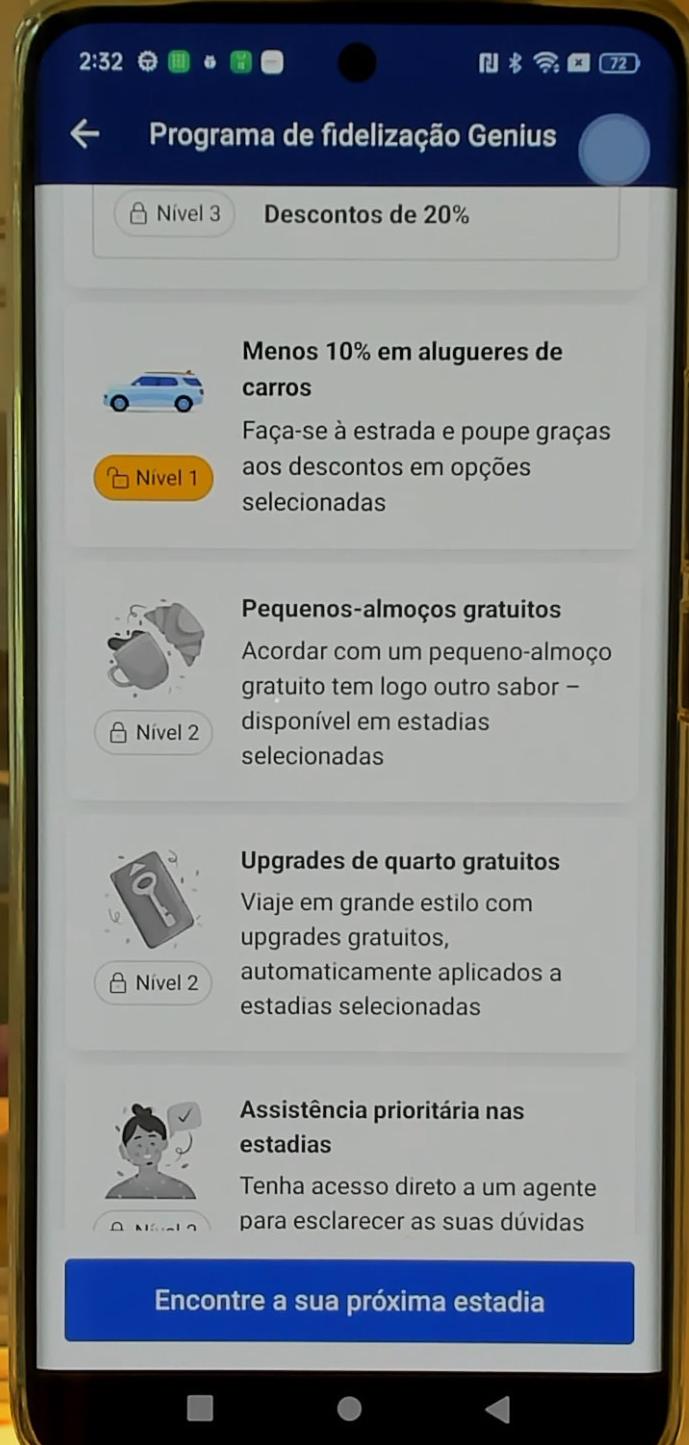 2:32
72
Programa de fidelização Genius
Nível 3
Descontos de 20%
Menos 10% em alugueres de
carros
Faça-se à estrada e poupe graças
aos descontos em opções
selecionadas
Nível 1
Pequenos-almoços gratuitos
Acordar com um pequeno-almoço
gratuito tem logo outro sabor –
disponível em estadias
selecionadas
Nível 2
Upgrades de quarto gratuitos
Viaje em grande estilo com
upgrades gratuitos,
automaticamente aplicados a
estadias selecionadas
Nível 2
Assistência prioritária nas
estadias
Tenha acesso direto a um agente
para esclarecer as suas dúvidas
Encontre a sua próxima estadia